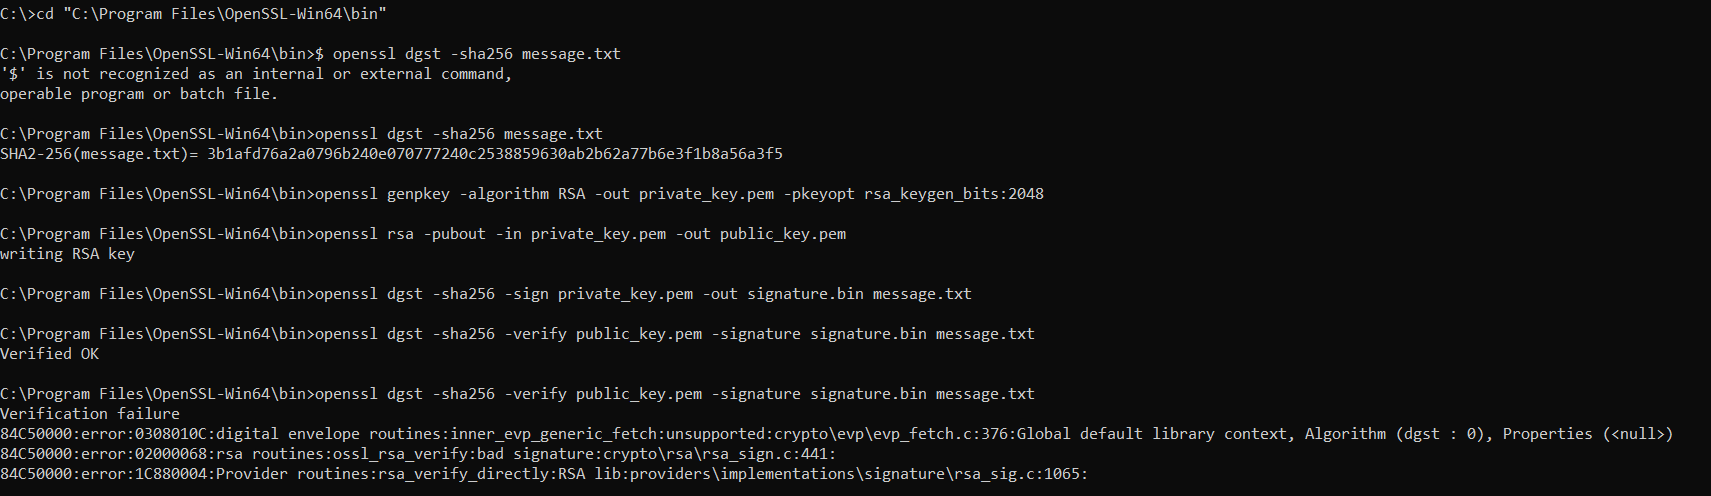 C:\>cd "C:\Program Files\OpenSSL-Win64\bin"
C:\Program Files\OpenSSL-Win64\bin>$ openssl dgst -sha256 message.txt
'$' is not recognized as an internal or external command,
operable program or batch file.
C:\Program Files\OpenSSL-Win64\bin>openssl dgst -sha256 message.txt
SHA2-256(message.txt)= 3b1afd76a2a0796b240e070777240c2538859630ab2b62a77b6e3f1b8a56a3f5
C:\Program Files\OpenSSL-Win64\bin>openssl genpkey -algorithm RSA -out private_key.pem -pkeyopt rsa_keygen_bits:2048
C:\Program Files\OpenSSL-Win64\bin>openssl rsa -pubout -in private_key.pem -out public_key.pem
writing RSA key
C:\Program Files\OpenSSL-Win64\bin>openssl dgst -sha256 -sign private_key.pem -out signature.bin message.txt
C:\Program Files\OpenSSL-Win64\bin>openssl dgst -sha256 -verify public_key.pem -signature signature.bin message.txt
Verified OK
C:\Program Files\OpenSSL-Win64\bin>openssl dgst -sha256 -verify public_key.pem -signature signature.bin message.txt
Verification failure
84C50000:error:0308010C:digital envelope routines:inner_evp_generic_fetch:unsupported:crypto\evp\evp_fetch.c:376:Global default library context, Algorithm (dgst : 0), Properties (<null>)
84C50000:error:02000068:rsa routines:ossl_rsa_verify:bad signature:crypto\rsa\rsa_sign.c:441:
84C50000:error:1C880004:Provider routines:rsa_verify_directly:RSA lib:providers\implementations\signature\rsa_sig.c:1065: